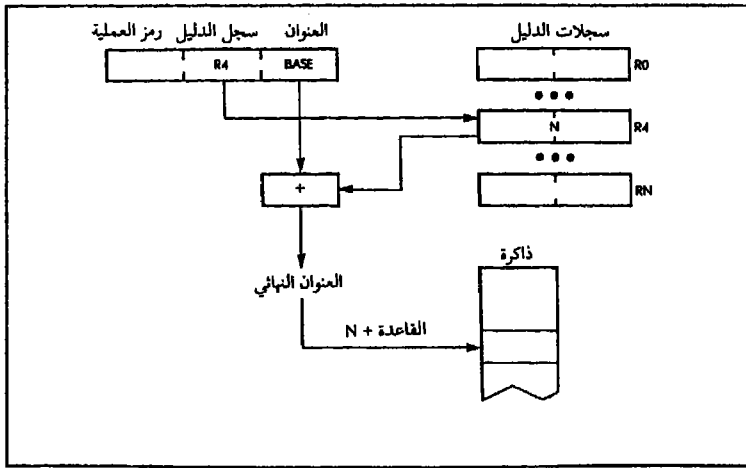 سجلات الدليل
العنوان سجل الدليل رمز العملية
R4 BASE
R0
N R4
+
RN
ذاكرة
العنوان النهائي
القاعدة + N